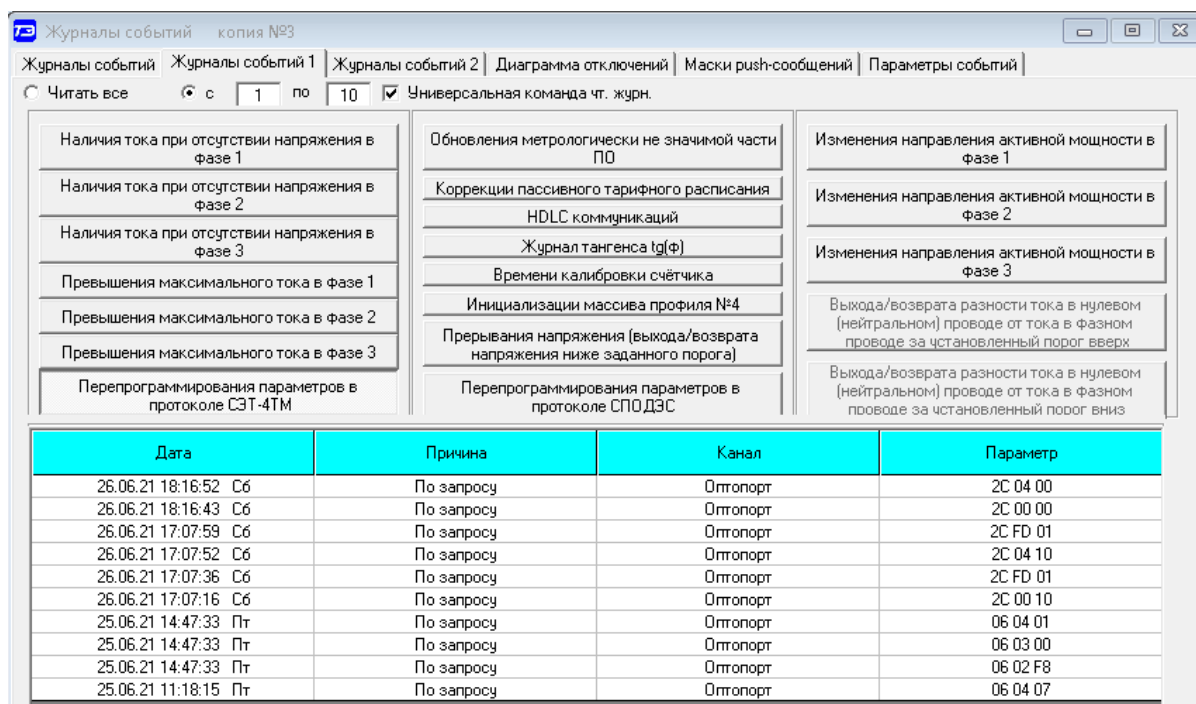 ТЭ Журналы событий копия №3
Журналы событий Журналы событий 1 Журналы событий 2 Диаграмма отключений Маски push-сообщений Параметры событий
Читать все с 1 по 10 Универсальная команда чт. журн.
Наличия тока при отсутствии напряжения в
фазе 1
Наличия тока при отсутствии напряжения в
фазе 2
Наличия тока при отсутствии напряжения в
фазе 3
Превышения максимального тока в фазе 1
Превышения максимального тока в фазе 2
Превышения максимального тока в фазе 3
Перепрограммирования параметров в
протоколе СЭТ-4ТМ
Обновления метрологически не значимой части
ПО
Коррекции пассивного тарифного расписания
HDLC коммуникаций
Журнал тангенса tg(φ)
Времени калибровки счётчика
Инициализации массива профиля №4
Прерывания напряжения (выхода/возврата
напряжения ниже заданного порога)
Перепрограммирования параметров в
протоколе СПОДЭС
Изменения направления активной мощности в
фазе 1
Изменения направления активной мощности в
фазе 2
Изменения направления активной мощности в
фазе 3
Выхода/возврата разности тока в нулевом
(нейтральном) проводе от тока в фазном
проводе за установленный порог вверх
Выхода/возврата разности тока в нулевом
(нейтральном) проводе от тока в фазном
проводе за установленный порог вниз
Дата Причина Канал Параметр
26.06.21 18:16:52 Сб По запросу Оптопорт 2C 04 00
26.06.21 18:16:43 Сб По запросу Оптопорт 2C 00 00
26.06.21 17:07:59 Сб По запросу Оптопорт 2C FD 01
26.06.21 17:07:52 Сб По запросу Оптопорт 2C 04 10
26.06.21 17:07:36 Сб По запросу Оптопорт 2C FD 01
26.06.21 17:07:16 Сб По запросу Оптопорт 2C 00 10
25.06.21 14:47:33 Пт По запросу Оптопорт 06 04 01
25.06.21 14:47:33 Пт По запросу Оптопорт 06 03 00
25.06.21 14:47:33 Пт По запросу Оптопорт 06 02 F8
25.06.21 11:18:15 Пт По запросу Оптопорт 06 04 07